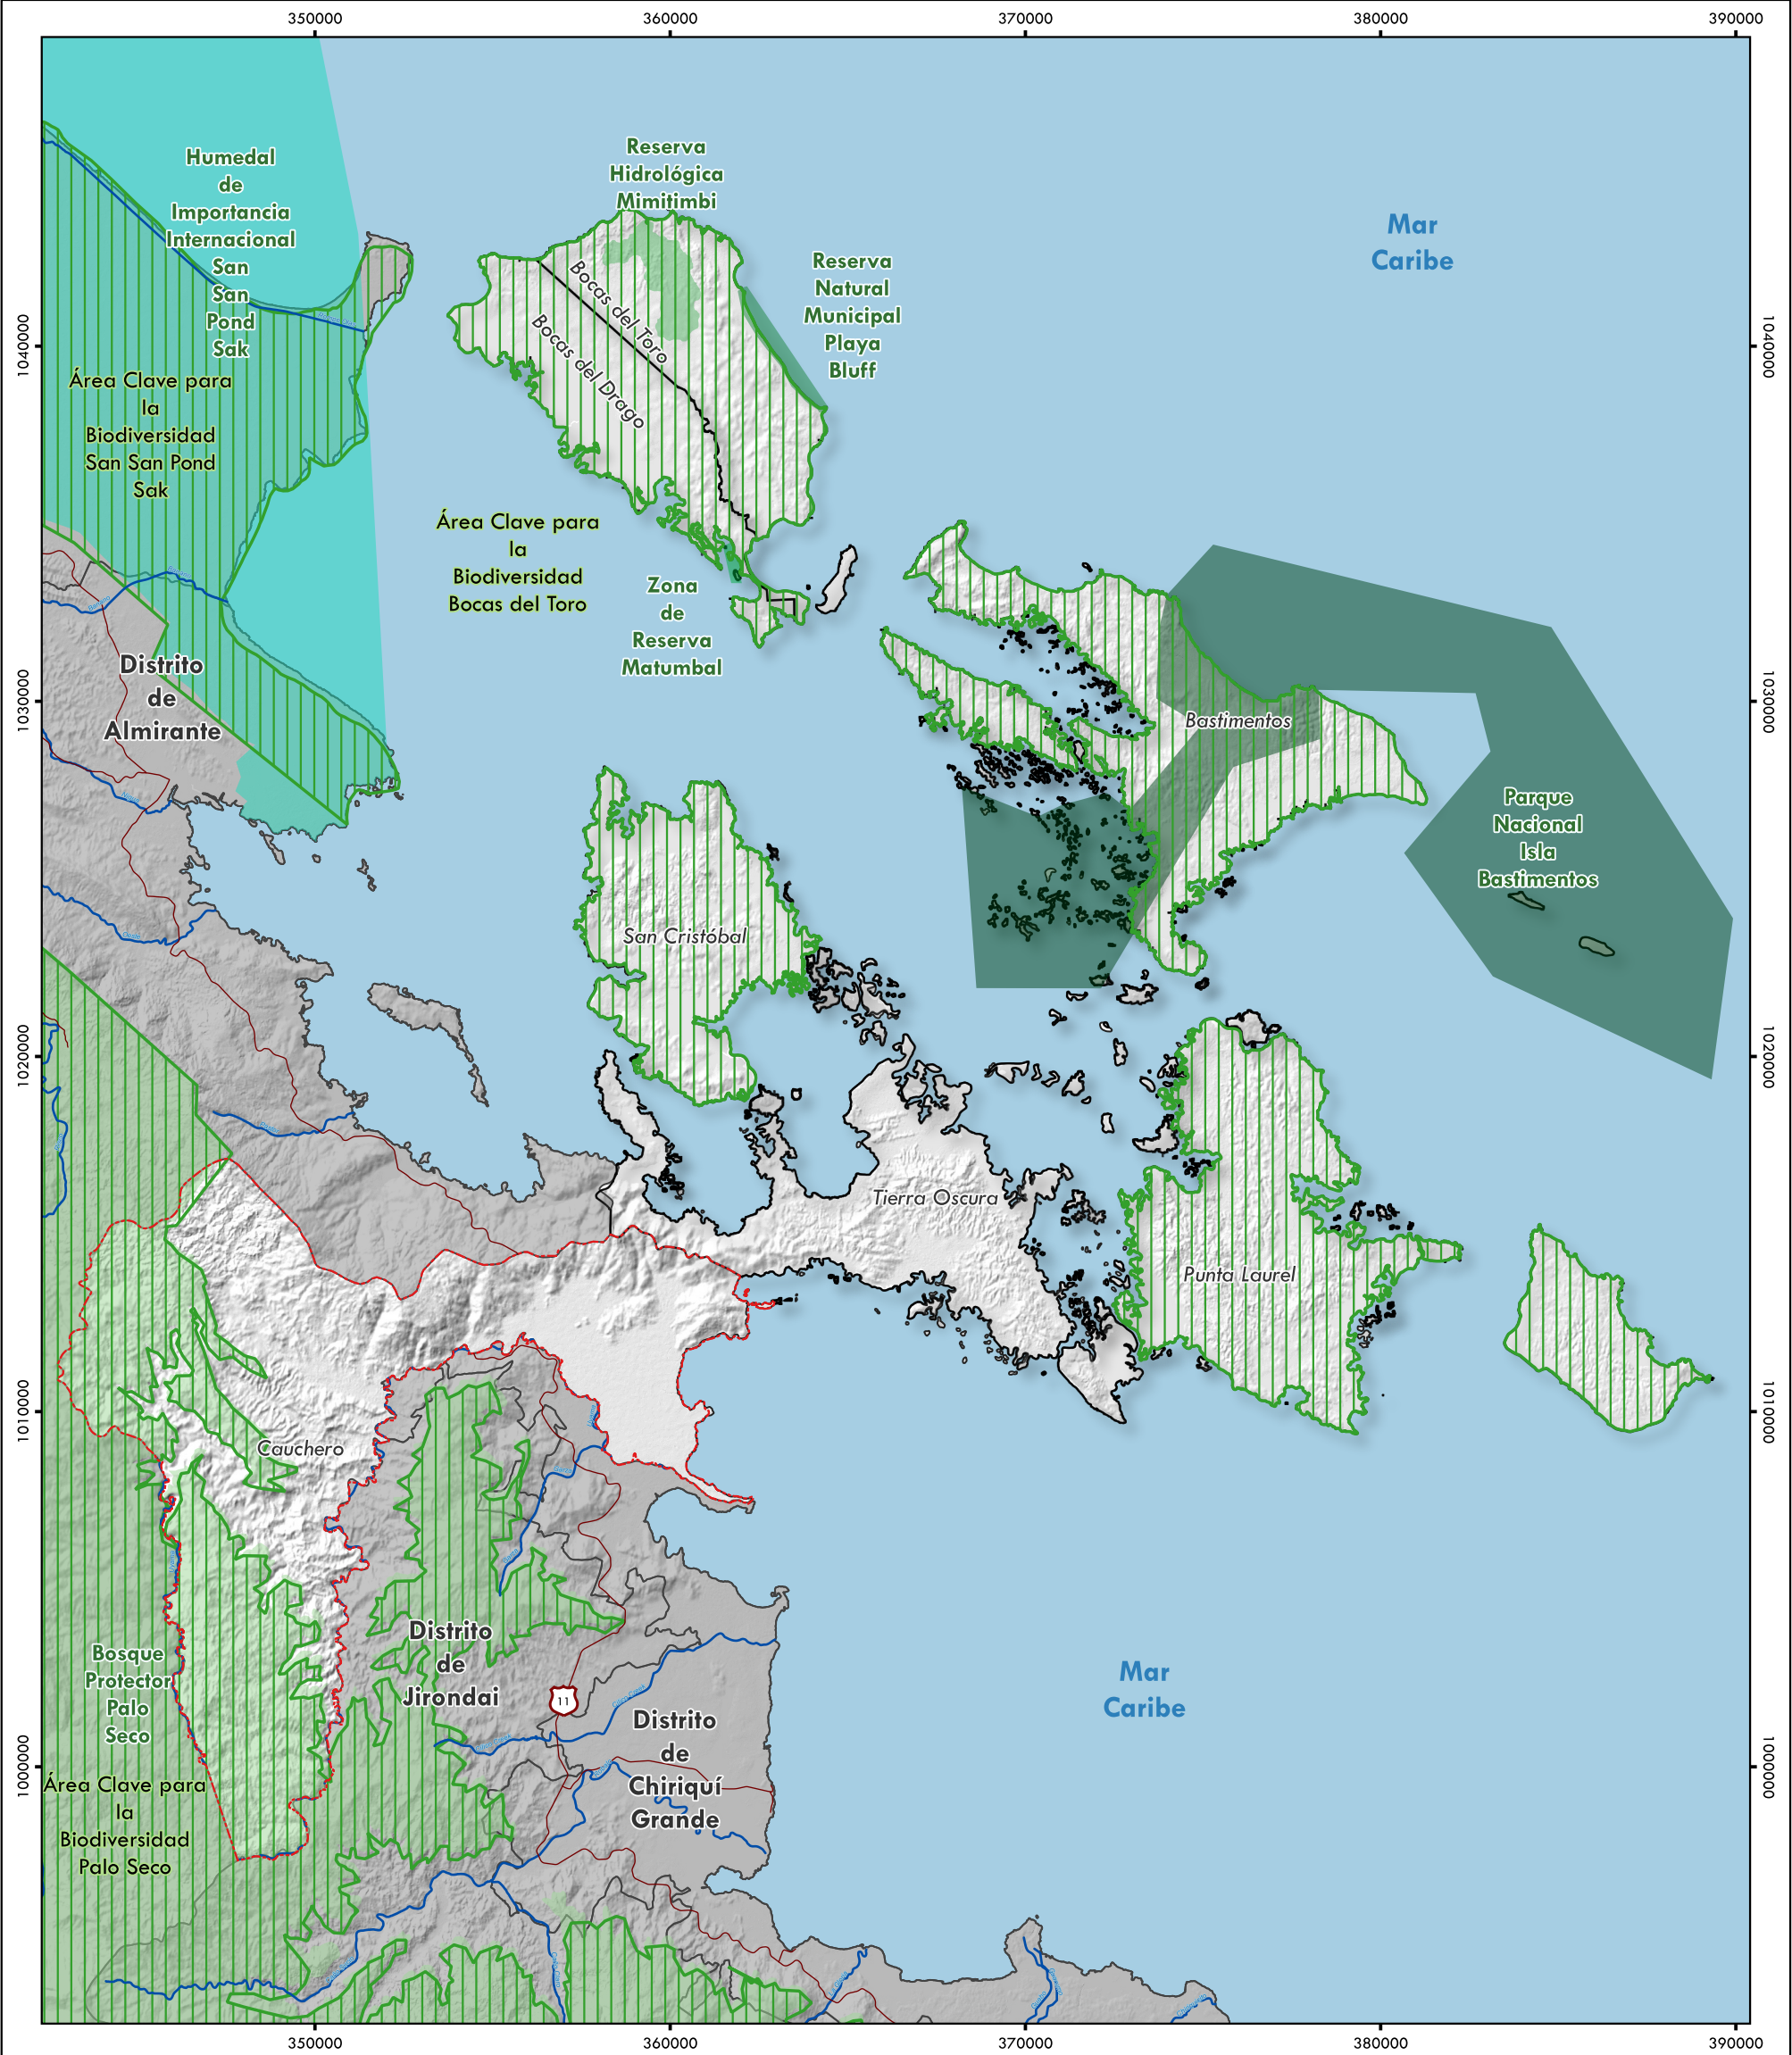 350000
360000
370000
380000
390000
Humedal
de
Importancia
Internacional
San
San
Pond
Sak
Reserva
Hidrológica
Mimitimbi
Mar
Caribe
Reserva
Natural
Municipal
Playa
Bluff
Bocas del Toro
Bocas del Drago
1040000
1040000
Área Clave para
la
Biodiversidad
San San Pond
Sak
Área Clave para
la
Biodiversidad
Bocas del Toro
Zona
de
Reserva
Matumbal
Distrito
de
Almirante
1030000
1030000
Bastimentos
Parque
Nacional
Isla
Bastimentos
San Cristóbal
1020000
1020000
Tierra Oscura
Punta Laurel
1010000
1010000
Cauchero
Distrito
de
Jirondai
Bosque
Protector
Palo
Seco
Mar
Caribe
11
Distrito
de
Chiriquí
Grande
1000000
1000000
Área Clave para
la
Biodiversidad
Palo Seco
350000
360000
370000
380000
390000